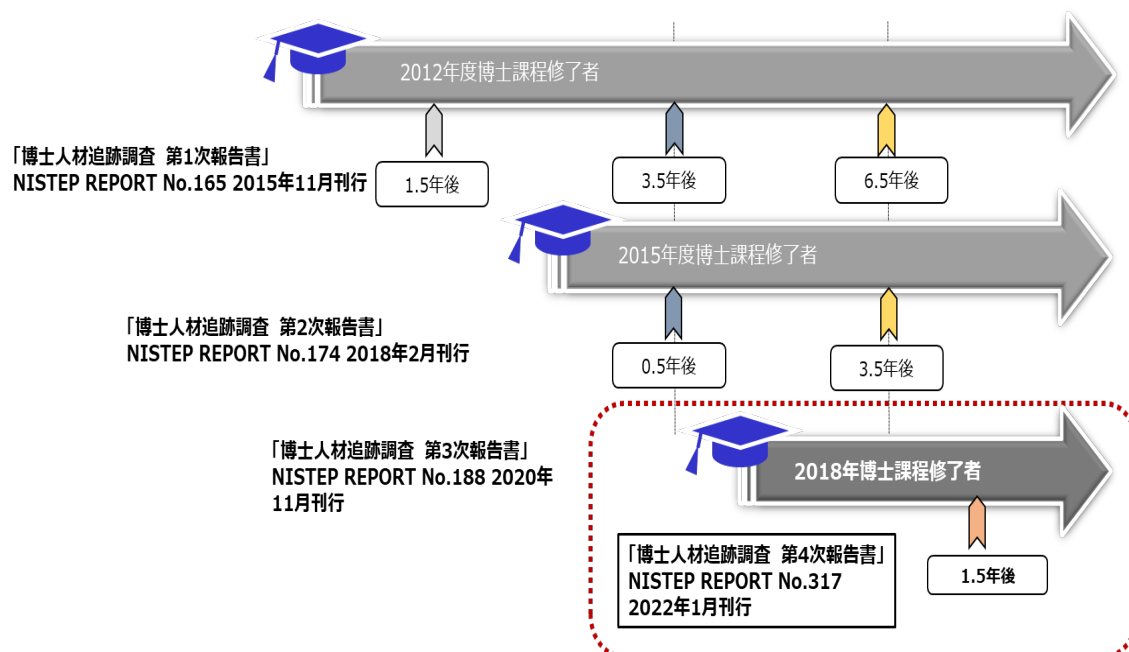 2012年度博士課程修了者
「博士人材追跡調査 第1次報告書」
NISTEP REPORT No.165 2015年11月刊行
1.5年後
3.5年後
6.5年後
2015年度博士課程修了者
「博士人材追跡調査 第2次報告書」
NISTEP REPORT No.174 2018年2月刊行
0.5年後
3.5年後
「博士人材追跡調査 第3次報告書」
NISTEP REPORT No.188 2020年
11月刊行
2018年博士課程修了者
「博士人材追跡調査 第4次報告書」
NISTEP REPORT No.317
2022年1月刊行
1.5年後